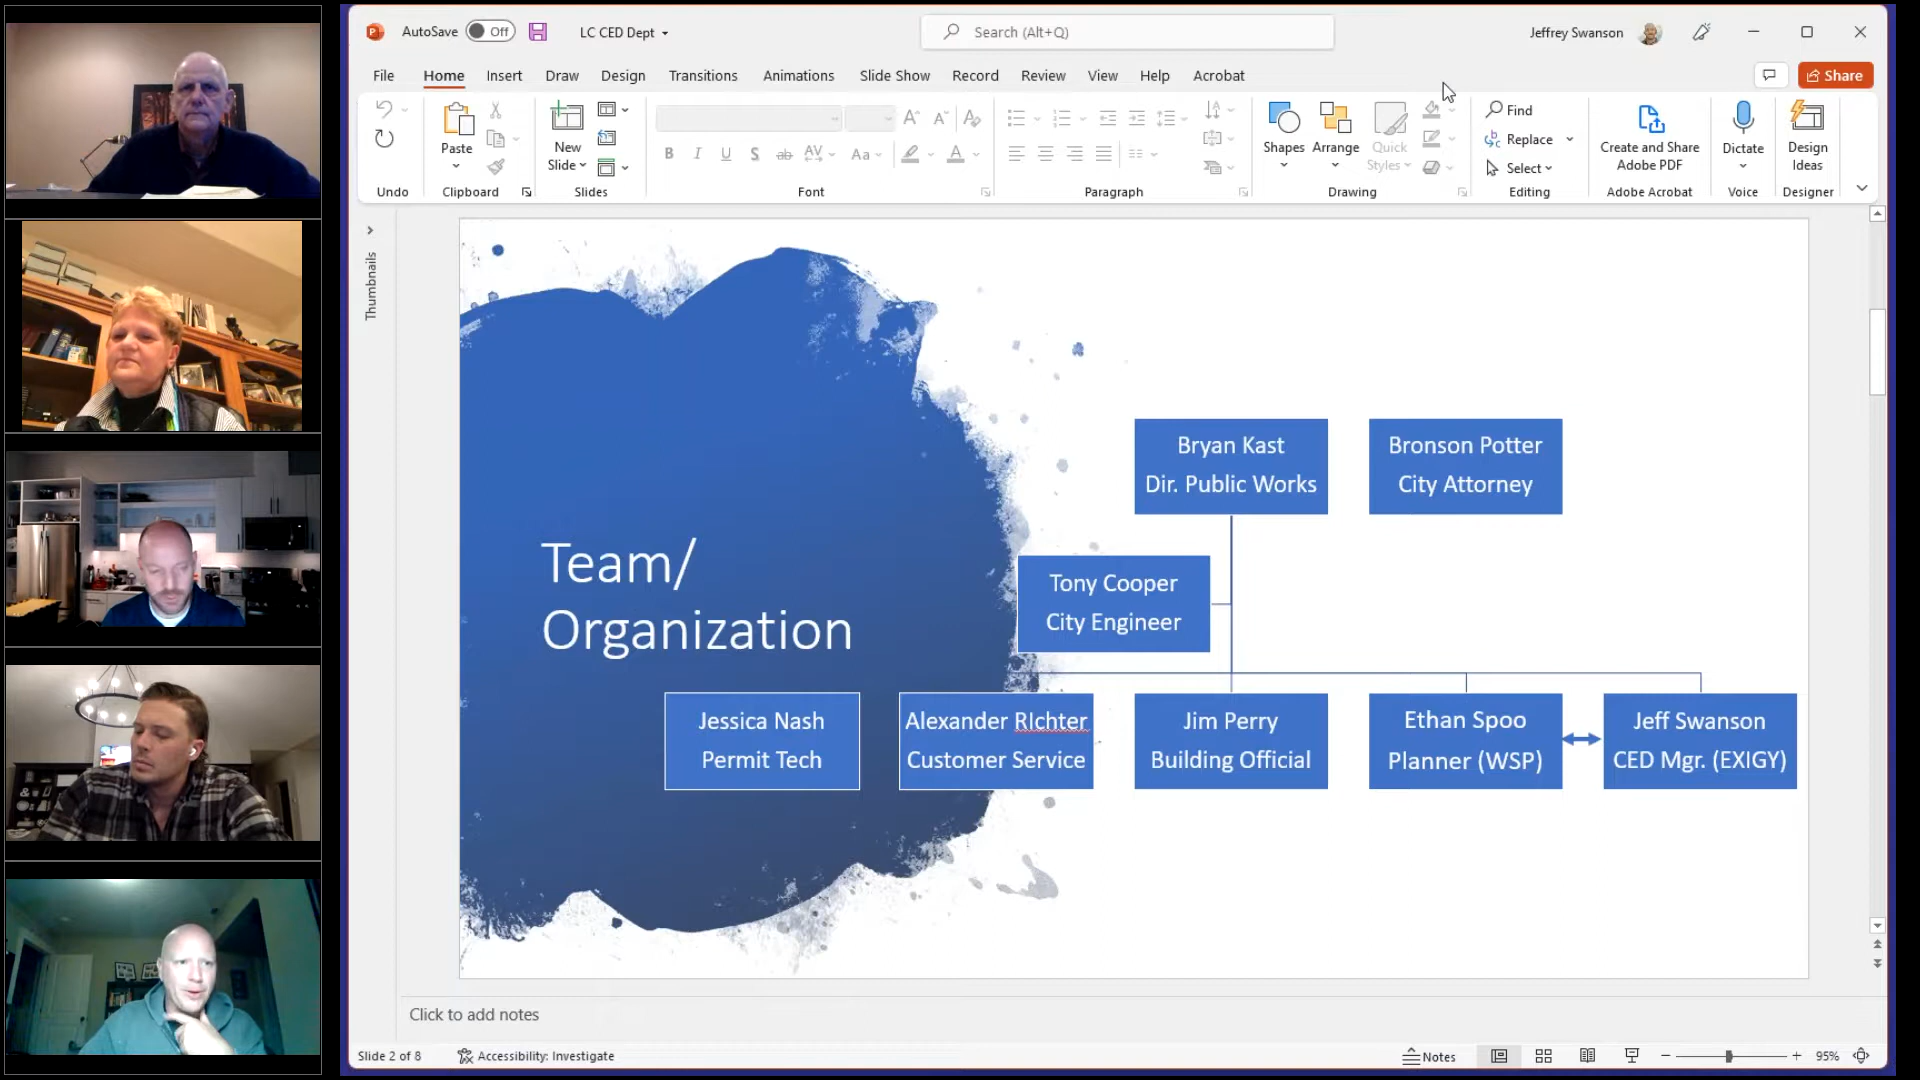 AutoSave Off LC CED Dept Search (Alt+Q) Jeffrey Swanson
File Home Insert Draw Design Transitions Animations Slide Show Record Review View Help Acrobat Share
Paste
New
Slide
B I U S ab AV Aa A
Shapes
Arrange
Quick
Styles
Find
Replace
Select
Create and Share
Adobe PDF
Dictate
Design
Ideas
Undo Clipboard Slides Font Paragraph Drawing Editing Adobe Acrobat Voice Designer
Thumbnails
Team/
Organization
Bryan Kast
Dir. Public Works
Bronson Potter
City Attorney
Tony Cooper
City Engineer
Jessica Nash
Permit Tech
Alexander RIchter
Customer Service
Jim Perry
Building Official
Ethan Spoo
Planner (WSP)
Jeff Swanson
CED Mgr. (EXIGY)
Click to add notes
Slide 2 of 8 Accessibility: Investigate Notes 95%